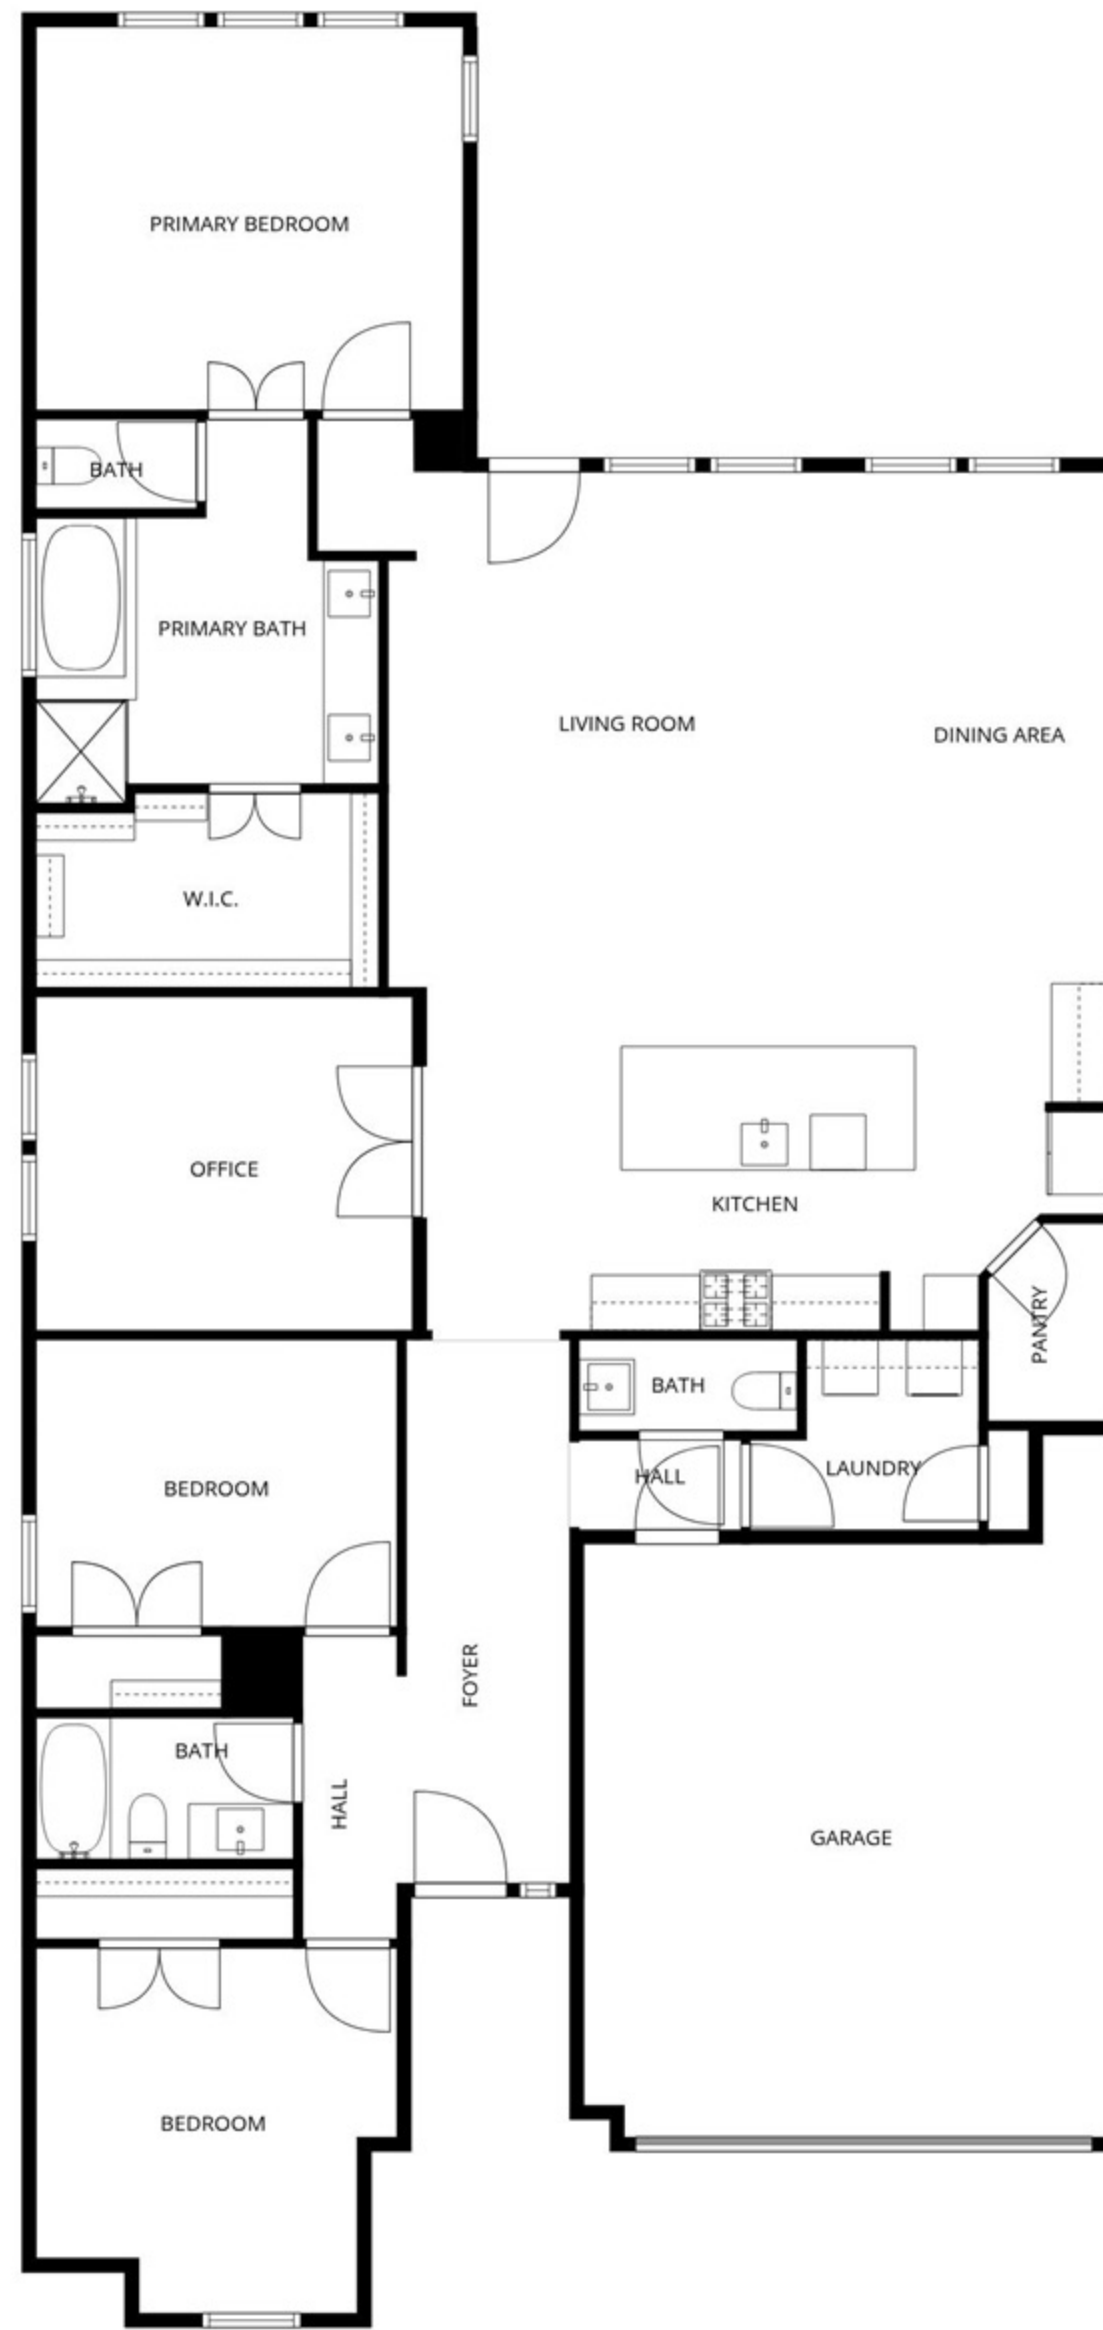 PRIMARY BEDROOM
BATH
PRIMARY BATH
LIVING ROOM
DINING AREA
W.I.C.
OFFICE
KITCHEN
PANTRY
BATH
BEDROOM
HALL
LAUNDRY
FOYER
BATH
HALL
GARAGE
BEDROOM